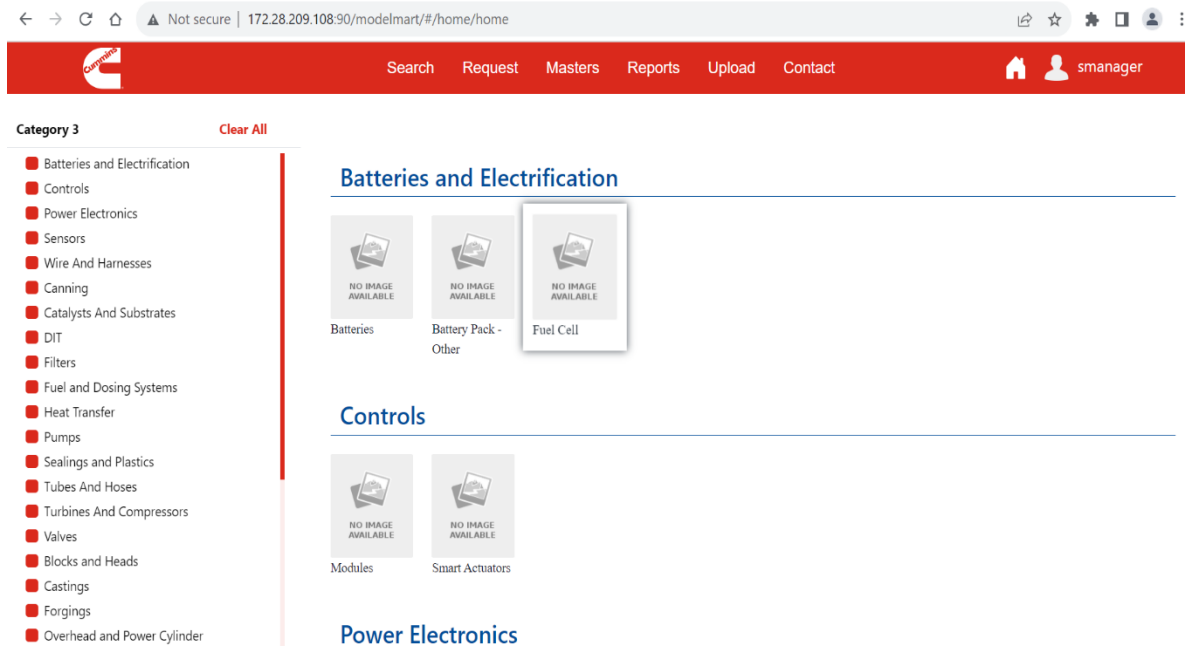 Not secure | 172.28.209.108:90/modelmart/#/home/home
cummins
Search Request Masters Reports Upload Contact smanager
Category 3 Clear All
Batteries and Electrification
Controls
Power Electronics
Sensors
Wire And Harnesses
Canning
Catalysts And Substrates
DIT
Filters
Fuel and Dosing Systems
Heat Transfer
Pumps
Sealings and Plastics
Tubes And Hoses
Turbines And Compressors
Valves
Blocks and Heads
Castings
Forgings
Overhead and Power Cylinder
Batteries and Electrification
NO IMAGE
AVAILABLE
Batteries
NO IMAGE
AVAILABLE
Battery Pack -
Other
NO IMAGE
AVAILABLE
Fuel Cell
Controls
NO IMAGE
AVAILABLE
Modules
NO IMAGE
AVAILABLE
Smart Actuators
Power Electronics